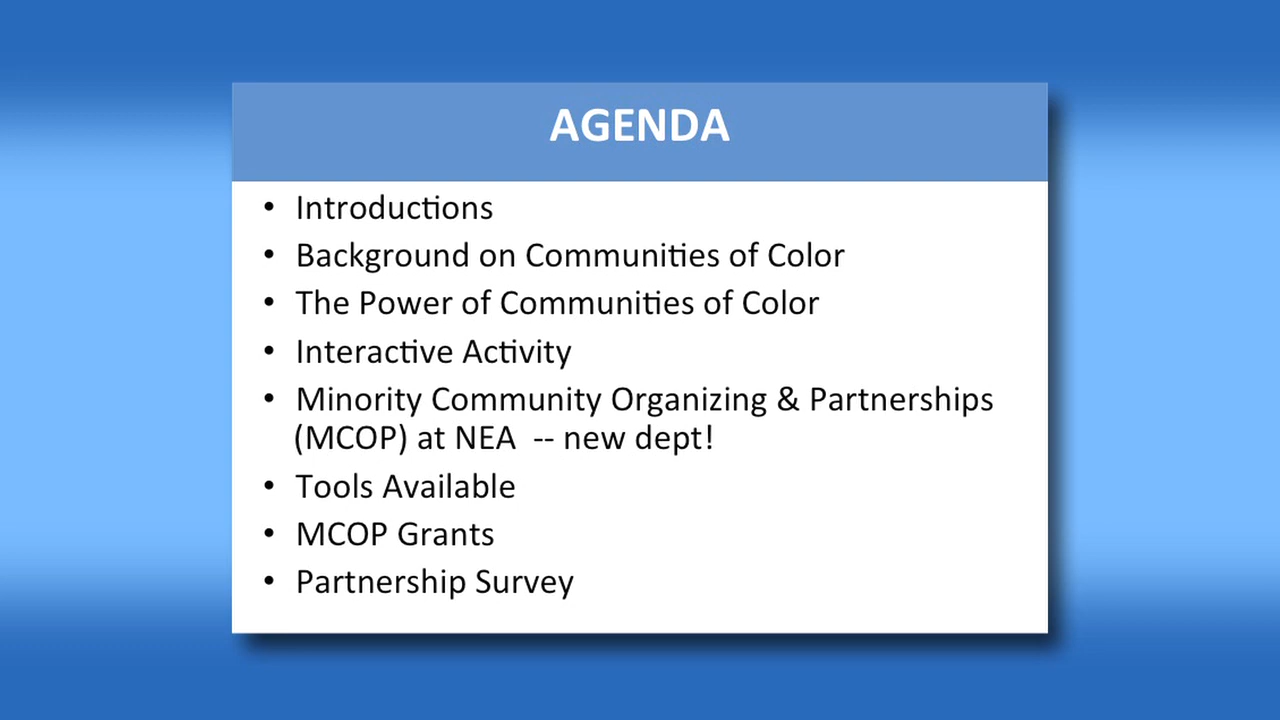 AGENDA
• Introductions
• Background on Communities of Color
• The Power of Communities of Color
• Interactive Activity
• Minority Community Organizing & Partnerships
(MCOP) at NEA  -- new dept!
• Tools Available
• MCOP Grants
• Partnership Survey